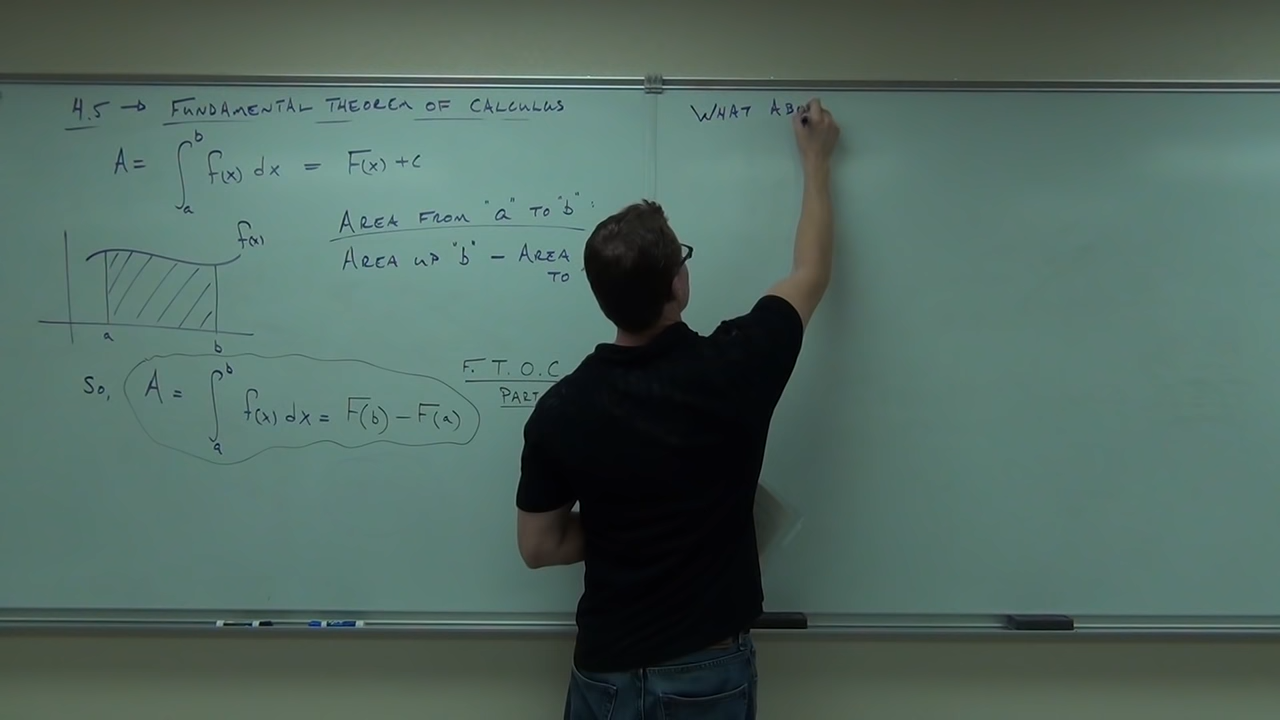 4.5 → FUNDAMENTAL THEOREM OF CALCULUS
A = ∫_a^b f(x) dx = F(x) + C
f(x)
a
b
AREA FROM "a" TO "b":
AREA UP "b" - AREA
TO
So, A = ∫_a^b f(x) dx = F(b) - F(a)
F. T. O. C
PART
WHAT